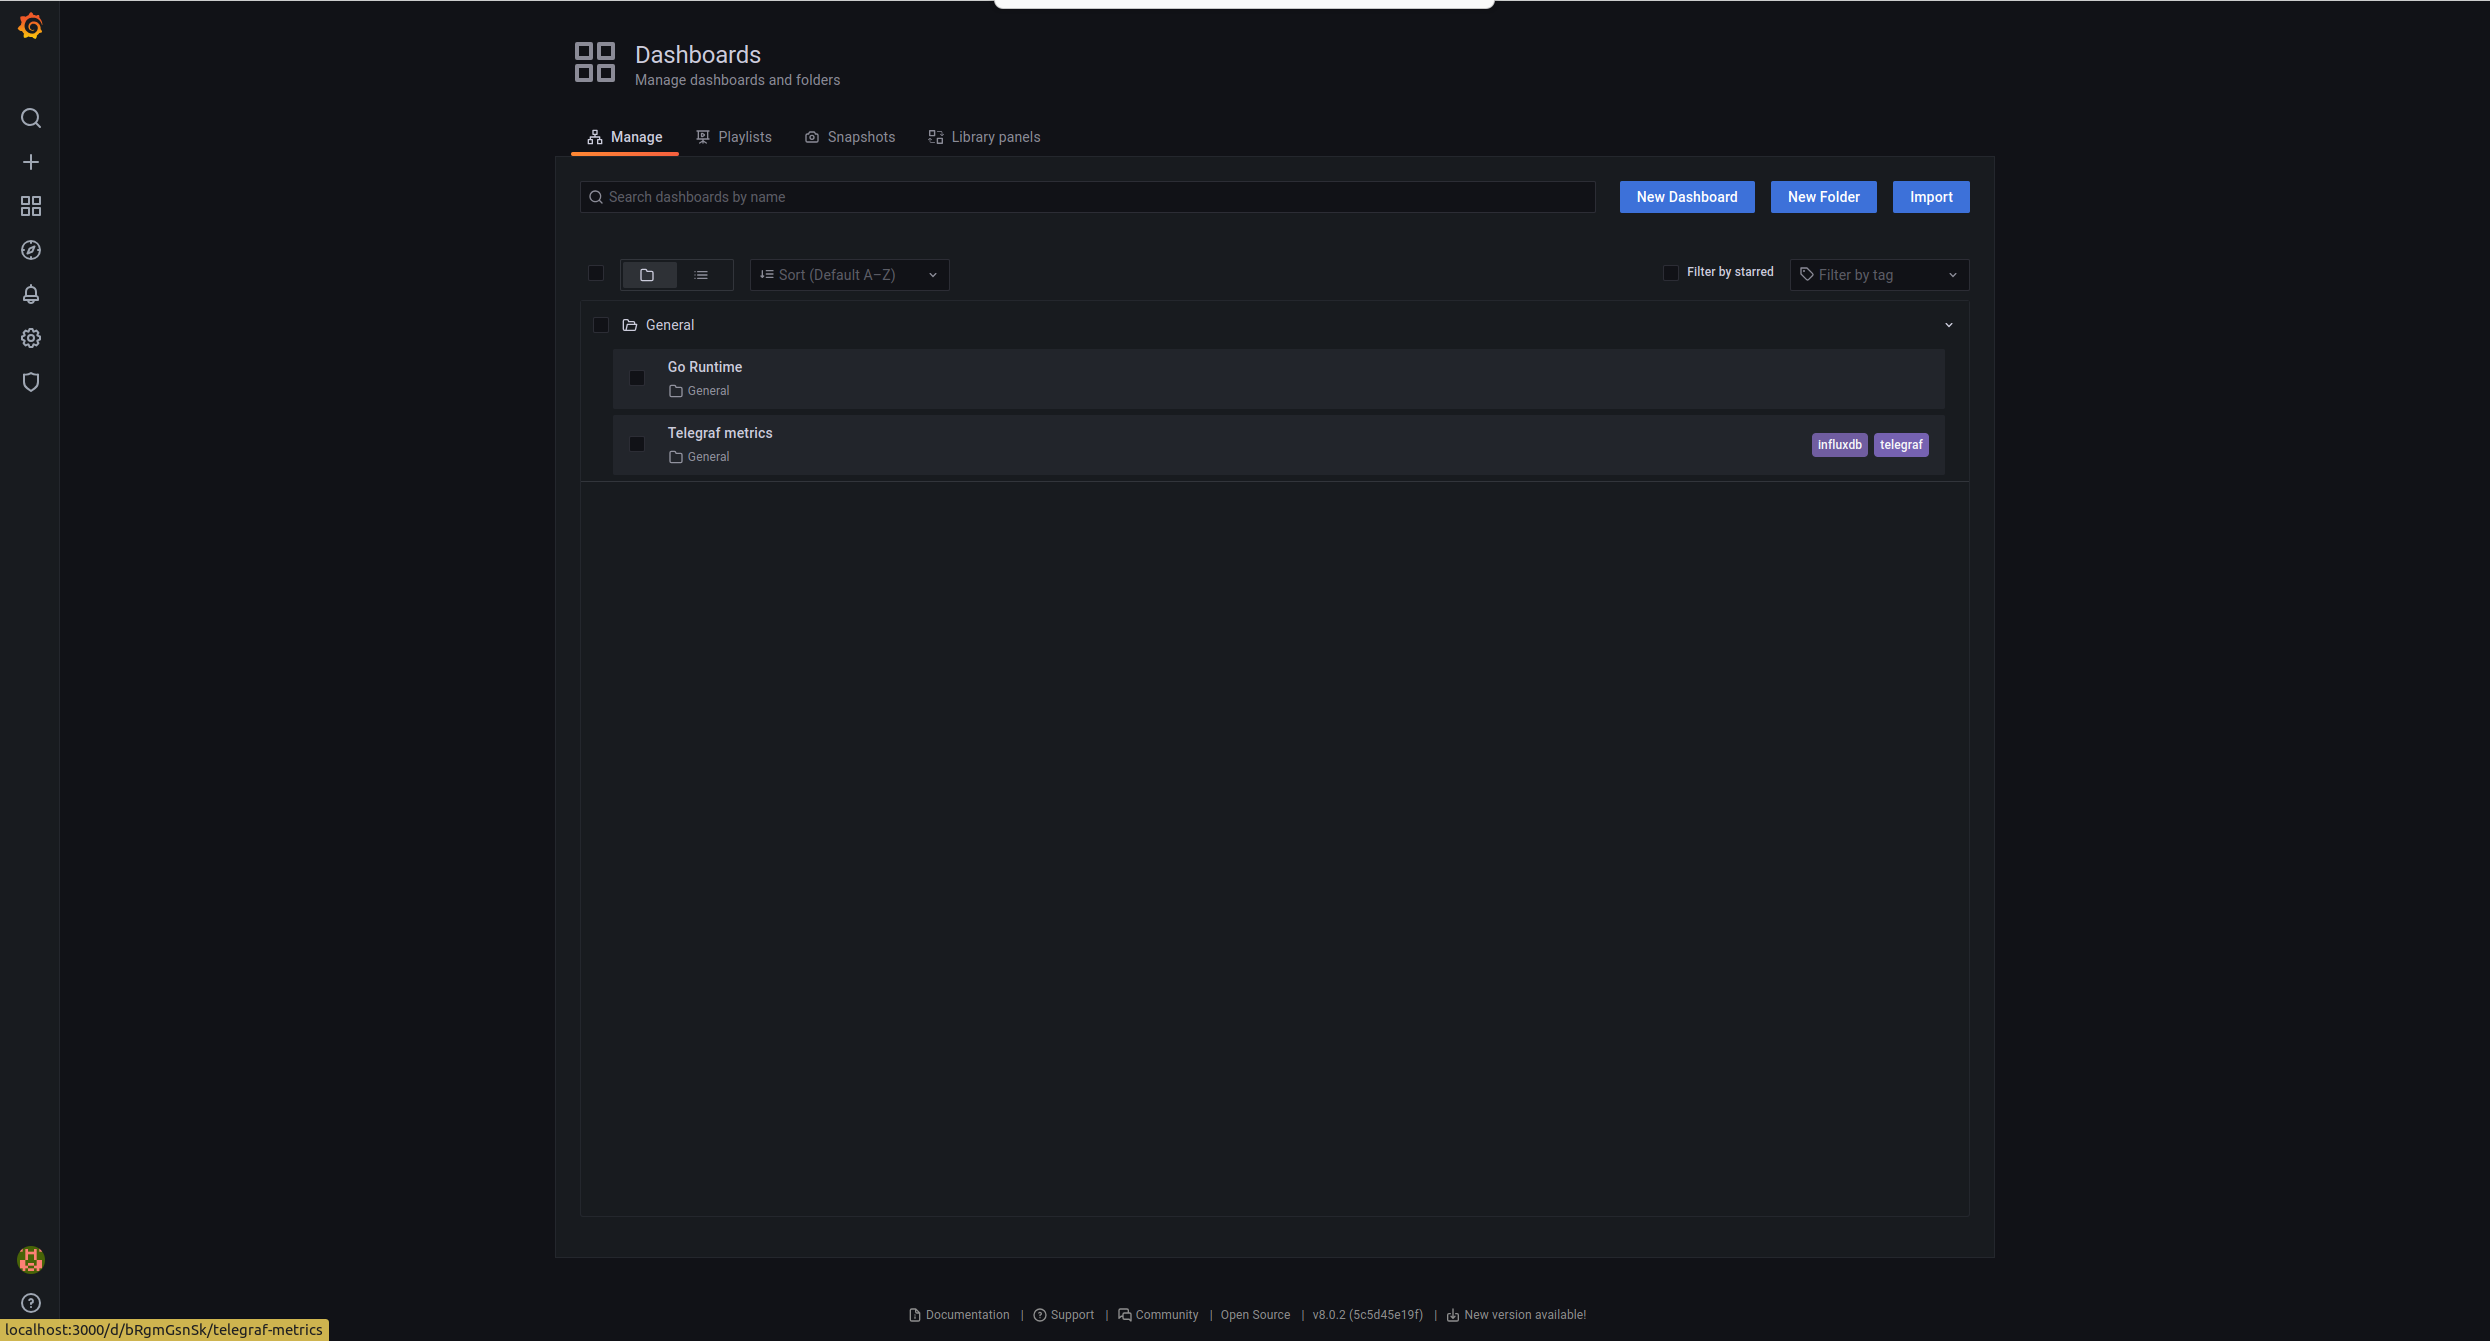 Dashboards
Manage dashboards and folders
Manage Playlists Snapshots Library panels
Search dashboards by name New Dashboard New Folder Import
Sort (Default A–Z) Filter by starred Filter by tag
General
Go Runtime
General
Telegraf metrics influxdb telegraf
General
Documentation | Support | Community | Open Source | v8.0.2 (5c5d45e19f) | New version available!
localhost:3000/d/bRgmGsnSk/telegraf-metrics